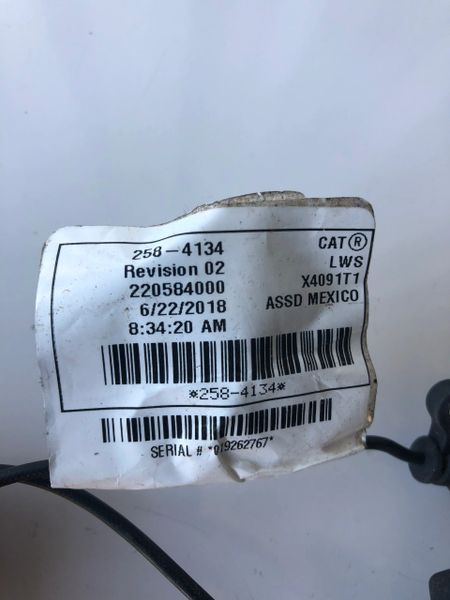 258-4134
Revision 02
220584000
6/22/2018
8:34:20 AM
CAT®
LWS
X4091T1
ASSD MEXICO
*258-4134*
SERIAL # *019262767*